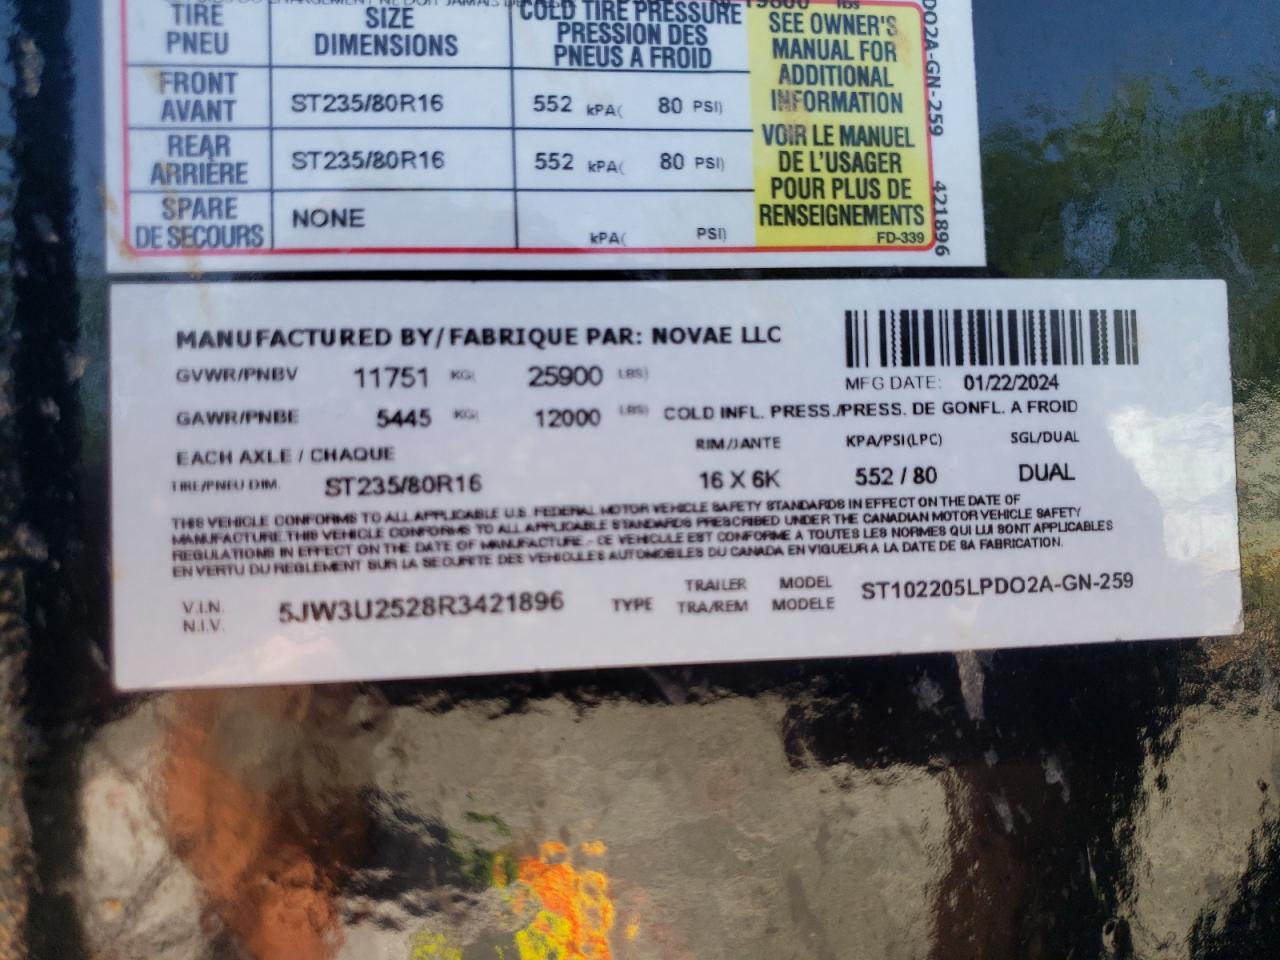 19600 lbs
TIRE SIZE COLD TIRE PRESSURE SEE OWNER'S
PNEU DIMENSIONS PRESSION DES MANUAL FOR
PNEUS A FROID ADDITIONAL
FRONT ST235/80R16 552 kPA( 80 PSI) INFORMATION
AVANT
REAR ST235/80R16 552 kPA( 80 PSI) VOIR LE MANUEL
ARRIÈRE DE L'USAGER
SPARE NONE kPA( PSI) POUR PLUS DE
DE SECOURS RENSEIGNEMENTS
FD-339
DO2A-GN-259 421896
MANUFACTURED BY/FABRIQUE PAR: NOVAE LLC
GVWR/PNBV 11751 KG( 25900 LBS)
MFG DATE: 01/22/2024
GAWR/PNBE 5445 KG( 12000 LBS) COLD INFL. PRESS./PRESS. DE GONFL. A FROID
EACH AXLE / CHAQUE RIM/JANTE KPA/PSI(LPC) SGL/DUAL
TIRE/PNEU DIM. ST235/80R16 16 X 6K 552 / 80 DUAL
THIS VEHICLE CONFORMS TO ALL APPLICABLE U.S. FEDERAL MOTOR VEHICLE SAFETY STANDARDS IN EFFECT ON THE DATE OF
MANUFACTURE.THIS VEHICLE CONFORMS TO ALL APPLICABLE STANDARDS PRESCRIBED UNDER THE CANADIAN MOTOR VEHICLE SAFETY
REGULATIONS IN EFFECT ON THE DATE OF MANUFACTURE. - CE VEHICULE EST CONFORME A TOUTES LES NORMES QUI LUI SONT APPLICABLES
EN VERTU DU REGLEMENT SUR LA SECURITE DES VEHICULES AUTOMOBILES DU CANADA EN VIGUEUR A LA DATE DE SA FABRICATION.
V.I.N. 5JW3U2528R3421896 TYPE TRAILER MODEL ST102205LPDO2A-GN-259
N.I.V. TRA/REM MODELE